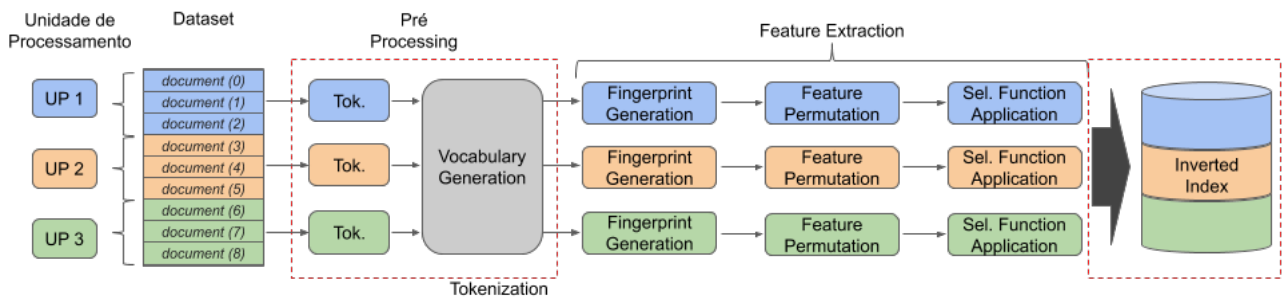 Unidade de
Processamento
Dataset
Pré
Processing
Feature Extraction
UP 1
UP 2
UP 3
document (0)
document (1)
document (2)
document (3)
document (4)
document (5)
document (6)
document (7)
document (8)
Tok.
Tok.
Tok.
Vocabulary
Generation
Tokenization
Fingerprint
Generation
Feature
Permutation
Sel. Function
Application
Fingerprint
Generation
Feature
Permutation
Sel. Function
Application
Fingerprint
Generation
Feature
Permutation
Sel. Function
Application
Inverted
Index